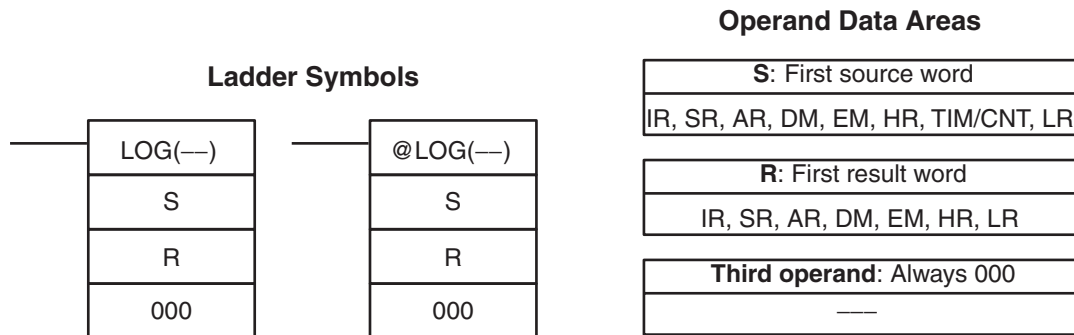 Ladder Symbols
LOG(––)
S
R
000
@LOG(––)
S
R
000
Operand Data Areas
S: First source word
IR, SR, AR, DM, EM, HR, TIM/CNT, LR
R: First result word
IR, SR, AR, DM, EM, HR, LR
Third operand: Always 000
–––